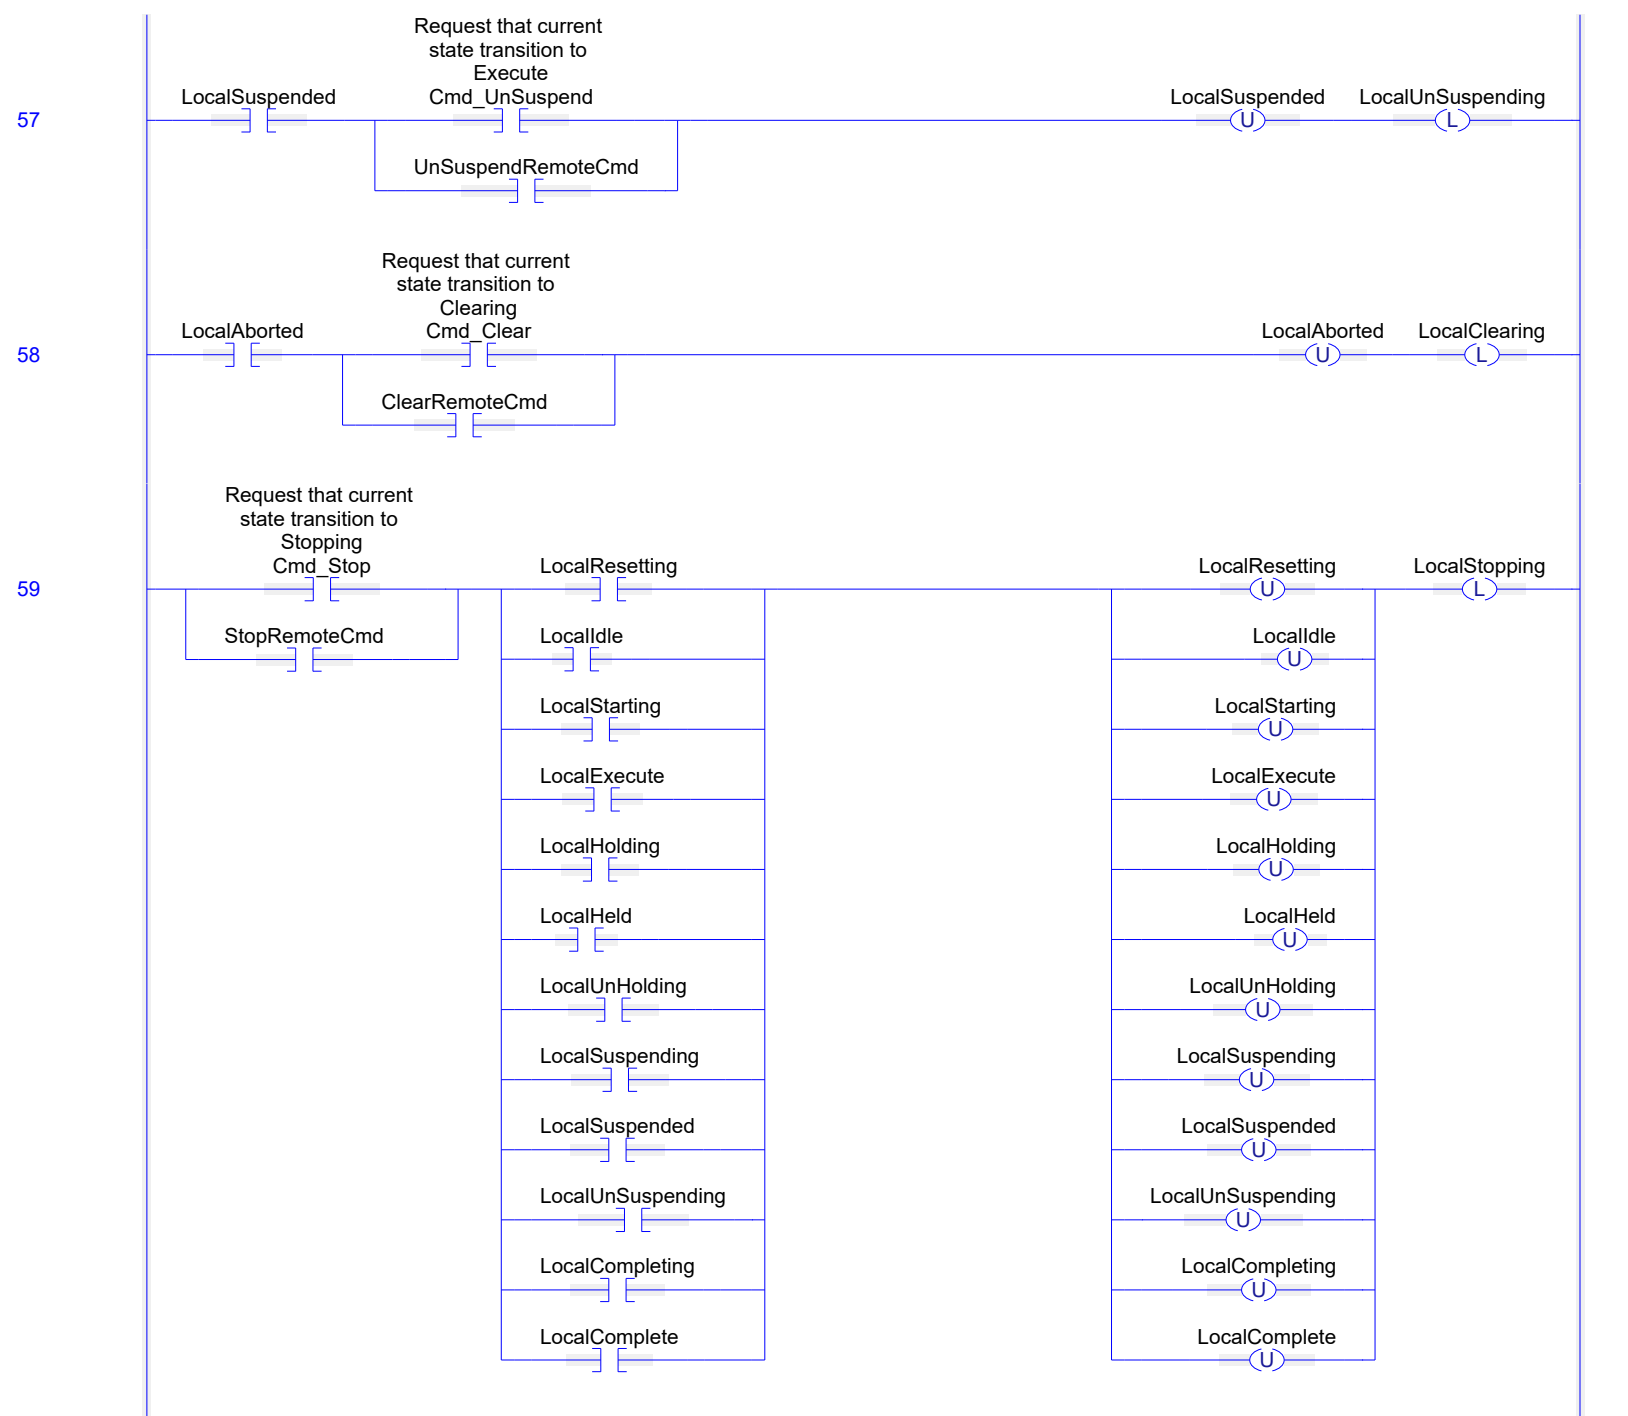 Request that current
state transition to
Execute
LocalSuspended Cmd_UnSuspend LocalSuspended LocalUnSuspending
57 U L
UnSuspendRemoteCmd
Request that current
state transition to
Clearing
LocalAborted Cmd_Clear LocalAborted LocalClearing
58 U L
ClearRemoteCmd
Request that current
state transition to
Stopping
Cmd_Stop LocalResetting LocalResetting LocalStopping
59 U L
StopRemoteCmd LocalIdle LocalIdle
U
LocalStarting LocalStarting
U
LocalExecute LocalExecute
U
LocalHolding LocalHolding
U
LocalHeld LocalHeld
U
LocalUnHolding LocalUnHolding
U
LocalSuspending LocalSuspending
U
LocalSuspended LocalSuspended
U
LocalUnSuspending LocalUnSuspending
U
LocalCompleting LocalCompleting
U
LocalComplete LocalComplete
U